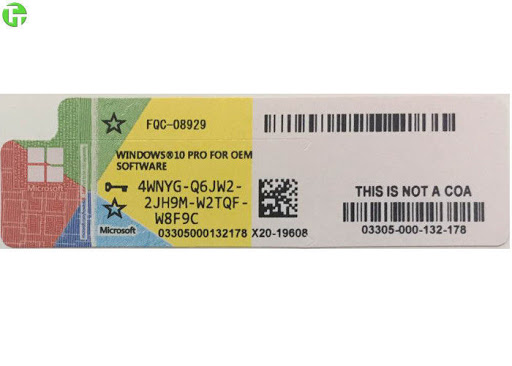 FQC-08929
WINDOWS®10 PRO FOR OEM
SOFTWARE
4WNYG-Q6JW2-
2JH9M-W2TQF-
W8F9C
03305000132178 X20-19608
Microsoft
Microsoft
THIS IS NOT A COA
03305-000-132-178